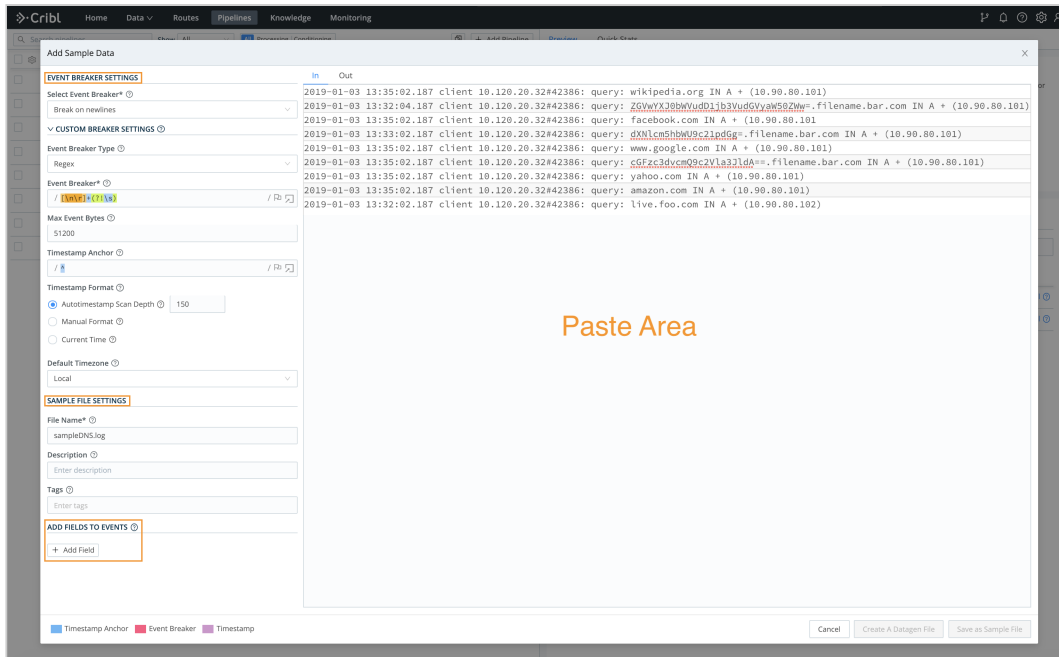 Cribl Home Data Routes Pipelines Knowledge Monitoring
Search pipelines Show All Processing Conditioning + Add Pipeline Preview Quick Stats
Add Sample Data
EVENT BREAKER SETTINGS
Select Event Breaker*
Break on newlines
CUSTOM BREAKER SETTINGS
Event Breaker Type
Regex
Event Breaker*
/ [\n\r]+(?!\s) /
Max Event Bytes
51200
Timestamp Anchor
/ ^ /
Timestamp Format
Autotimestamp Scan Depth 150
Manual Format
Current Time
Default Timezone
Local
SAMPLE FILE SETTINGS
File Name*
sampleDNS.log
Description
Enter description
Tags
Enter tags
ADD FIELDS TO EVENTS
+ Add Field
In Out
2019-01-03 13:35:02.187 client 10.120.20.32#42386: query: wikipedia.org IN A + (10.90.80.101)
2019-01-03 13:32:04.187 client 10.120.20.32#42386: query: ZGVwYXJ0bWVudD1jb3VudGVyaW50ZWw=.filename.bar.com IN A + (10.90.80.101)
2019-01-03 13:35:02.187 client 10.120.20.32#42386: query: facebook.com IN A + (10.90.80.101
2019-01-03 13:33:03.187 client 10.120.20.32#42386: query: dXNlcm5hbWU9c21pdGg=.filename.bar.com IN A + (10.90.80.101)
2019-01-03 13:35:02.187 client 10.120.20.32#42386: query: www.google.com IN A + (10.90.80.101)
2019-01-03 13:35:02.187 client 10.120.20.32#42386: query: cGFzc3dvcmQ9c2Vla3JldA==.filename.bar.com IN A + (10.90.80.101)
2019-01-03 13:35:02.187 client 10.120.20.32#42386: query: yahoo.com IN A + (10.90.80.101)
2019-01-03 13:35:02.187 client 10.120.20.32#42386: query: amazon.com IN A + (10.90.80.101)
2019-01-03 13:32:02.187 client 10.120.20.32#42386: query: live.foo.com IN A + (10.90.80.102)
Paste Area
Timestamp Anchor Event Breaker Timestamp
Cancel Create A Datagen File Save as Sample File